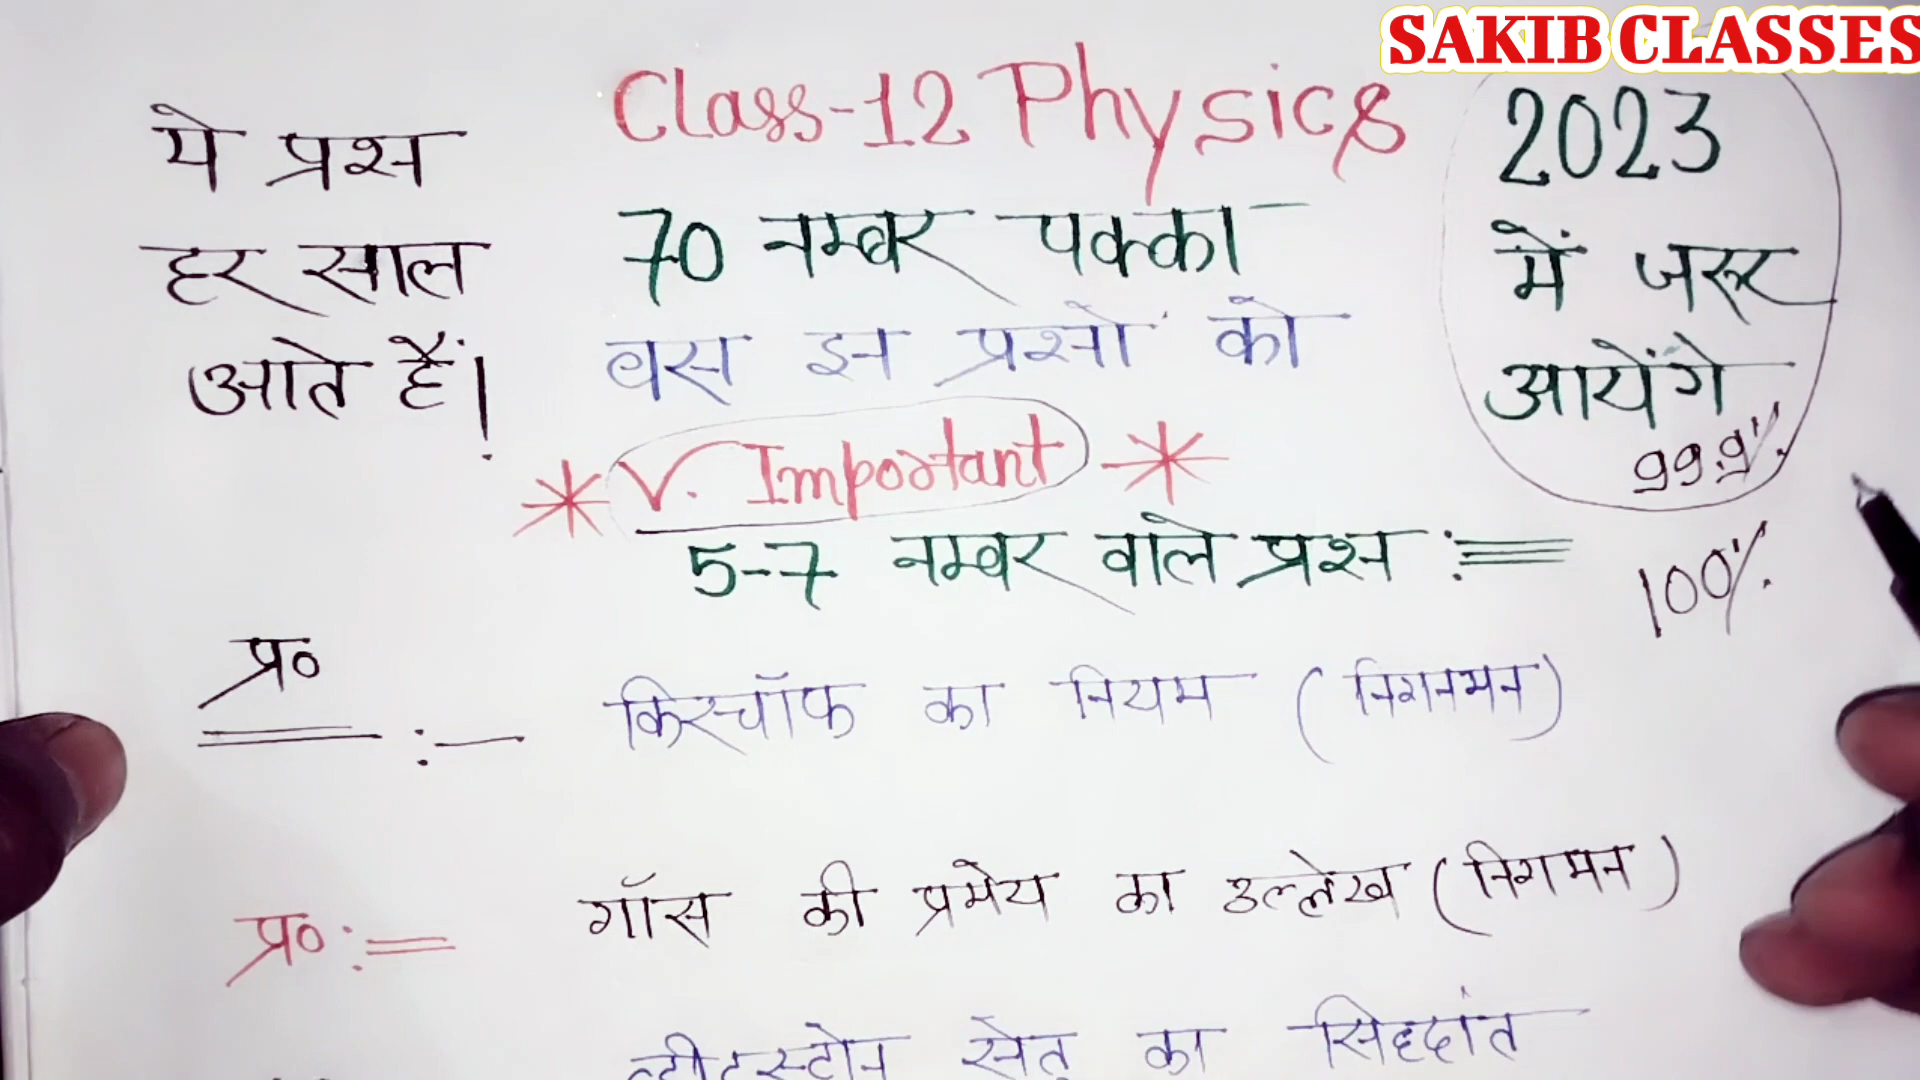 SAKIB CLASSES
Class-12 Physics
ये प्रश्न
हर साल
आते हैं।
70 नम्बर पक्का
बस इन प्रश्नो को
2023
में जरूर
आयेंगे
99.9%
100%
* V. Important *
5-7 नम्बर वाले प्रश्न :=
प्र० :- किरचॉफ का नियम (निगनमन)
प्र० := गॉस की प्रमेय का उल्लेख (निगमन)
व्हीटस्टोन सेतु का सिद्दांत